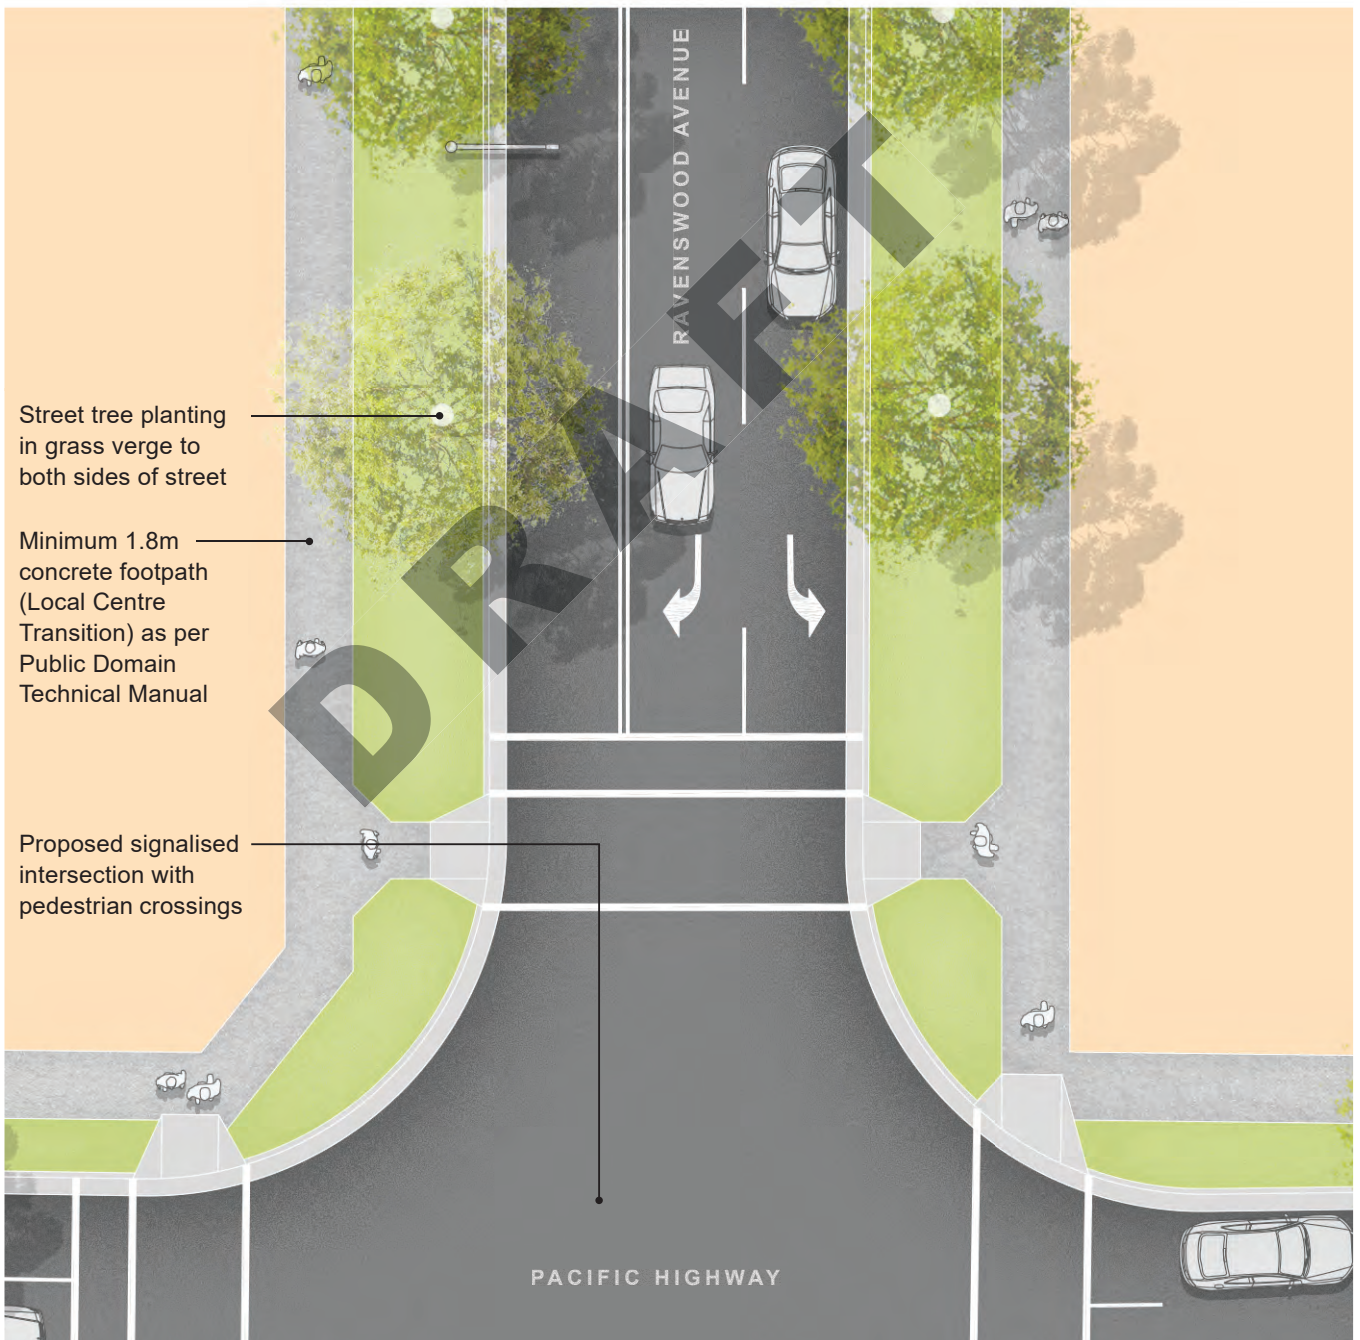 RAVENSWOOD AVENUE
DRAFT
Street tree planting
in grass verge to
both sides of street
Minimum 1.8m
concrete footpath
(Local Centre
Transition) as per
Public Domain
Technical Manual
Proposed signalised
intersection with
pedestrian crossings
PACIFIC HIGHWAY